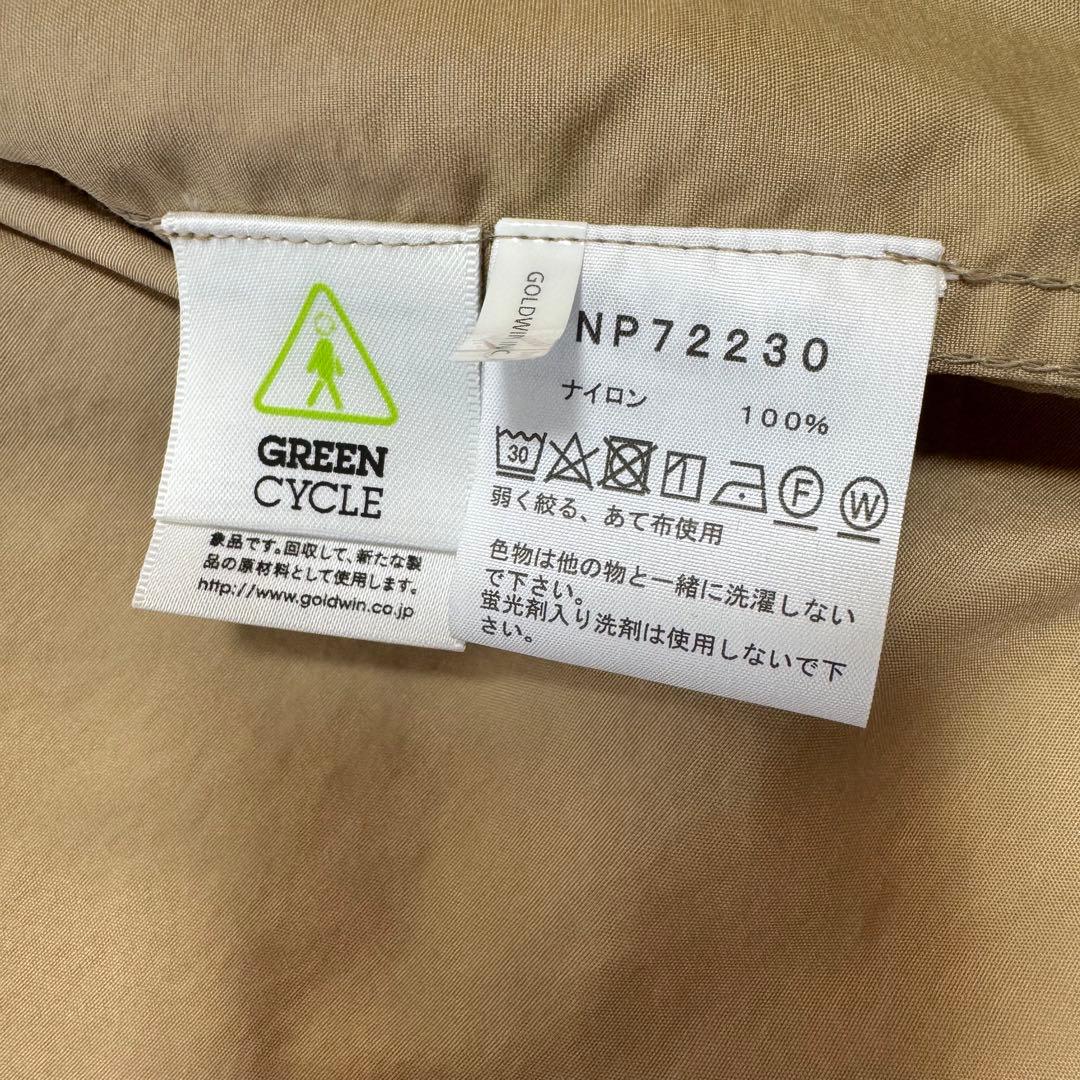 GREEN
CYCLE
象品です。回収して、新たな製
品の原材料として使用します。
http://www.goldwin.co.jp
GOLDWIN INC
NP72230
ナイロン 100%
30
F
W
弱く絞る、あて布使用
色物は他の物と一緒に洗濯しない
で下さい。
蛍光剤入り洗剤は使用しないで下
さい。